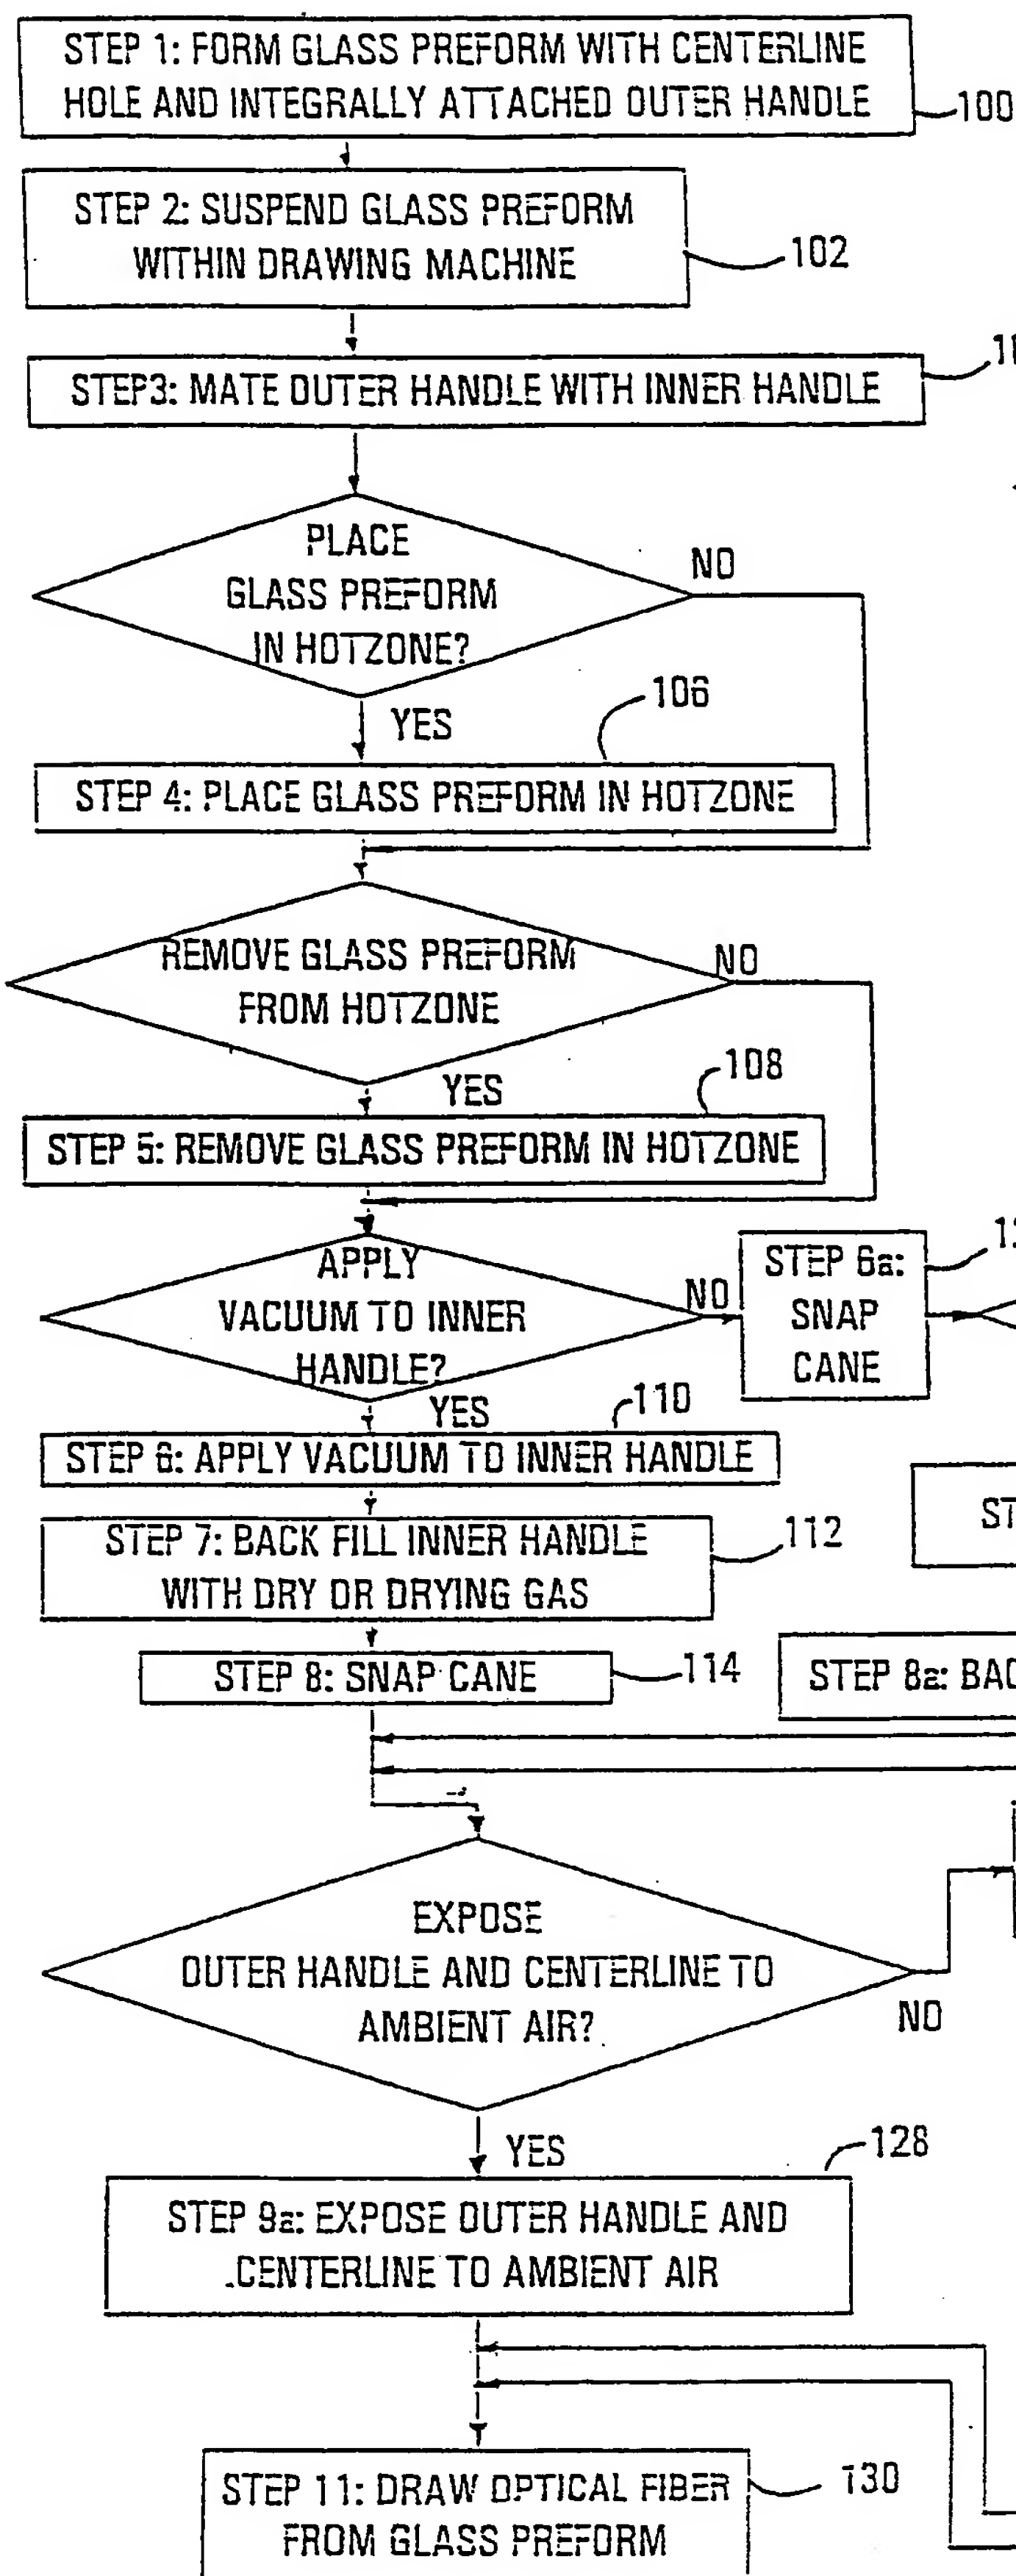 STEP 1: FORM GLASS PREFORM WITH CENTERLINE
HOLE AND INTEGRALLY ATTACHED OUTER HANDLE
100
STEP 2: SUSPEND GLASS PREFORM
WITHIN DRAWING MACHINE
102
STEP3: MATE OUTER HANDLE WITH INNER HANDLE
PLACE
GLASS PREFORM
IN HOTZONE?
NO
YES
106
STEP 4: PLACE GLASS PREFORM IN HOTZONE
REMOVE GLASS PREFORM
FROM HOTZONE
NO
YES
108
STEP 5: REMOVE GLASS PREFORM IN HOTZONE
APPLY
VACUUM TO INNER
HANDLE?
NO
STEP 6a:
SNAP
CANE
YES
110
STEP 6: APPLY VACUUM TO INNER HANDLE
ST
STEP 7: BACK FILL INNER HANDLE
WITH DRY OR DRYING GAS
112
STEP 8: SNAP CANE
114
STEP 8a: BAC
EXPOSE
OUTER HANDLE AND CENTERLINE TO
AMBIENT AIR?
NO
YES
128
STEP 9a: EXPOSE OUTER HANDLE AND
CENTERLINE TO AMBIENT AIR
STEP 11: DRAW OPTICAL FIBER
FROM GLASS PREFORM
130